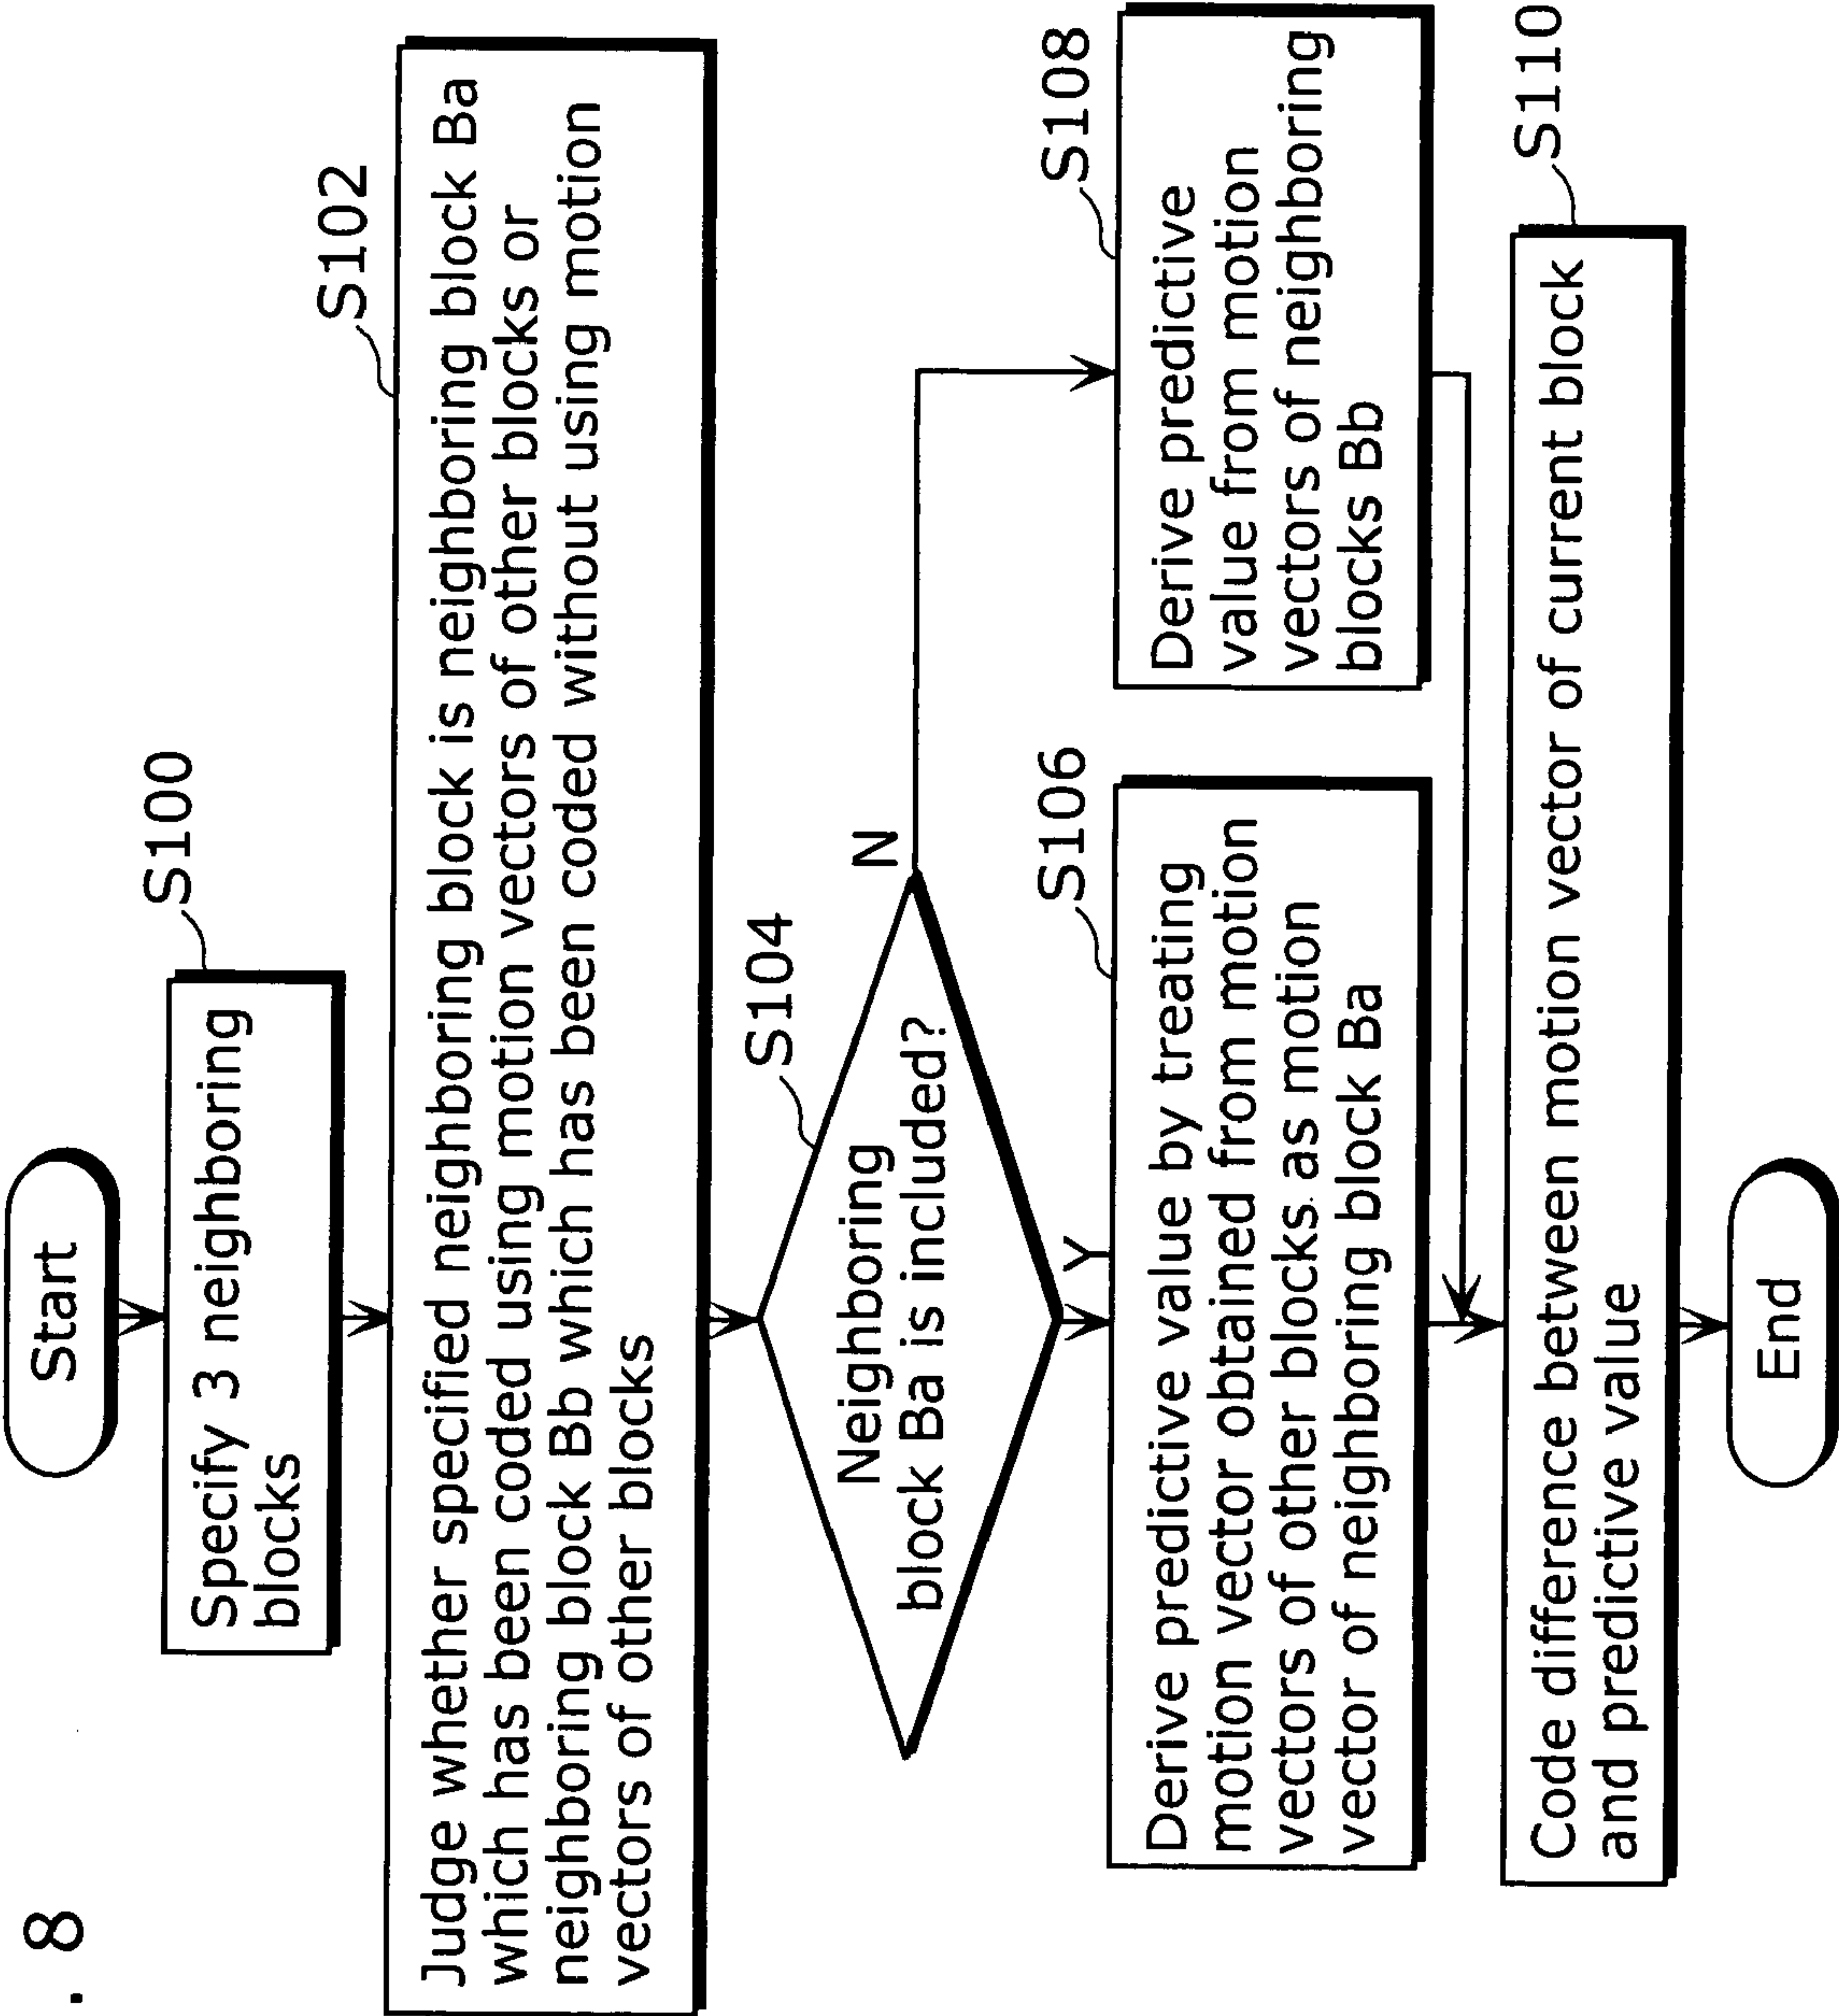 . 8
Start
S100
Specify 3 neighboring
blocks
S102
Judge whether specified neighboring block is neighboring block Ba
which has been coded using motion vectors of other blocks or
neighboring block Bb which has been coded without using motion
vectors of other blocks
S104
Neighboring
block Ba is included?
N
Y
S106
Derive predictive value by treating
motion vector obtained from motion
vectors of other blocks as motion
vector of neighboring block Ba
S108
Derive predictive
value from motion
vectors of neighboring
blocks Bb
S110
Code difference between motion vector of current block
and predictive value
End